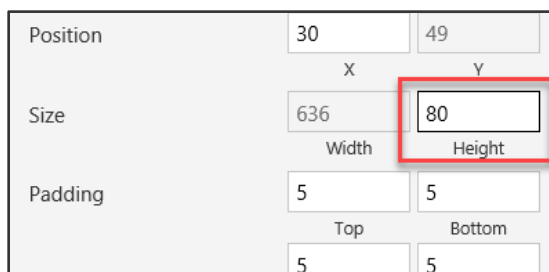 Position 30 49
X Y
Size 636 80
Width Height
Padding 5 5
Top Bottom
5 5